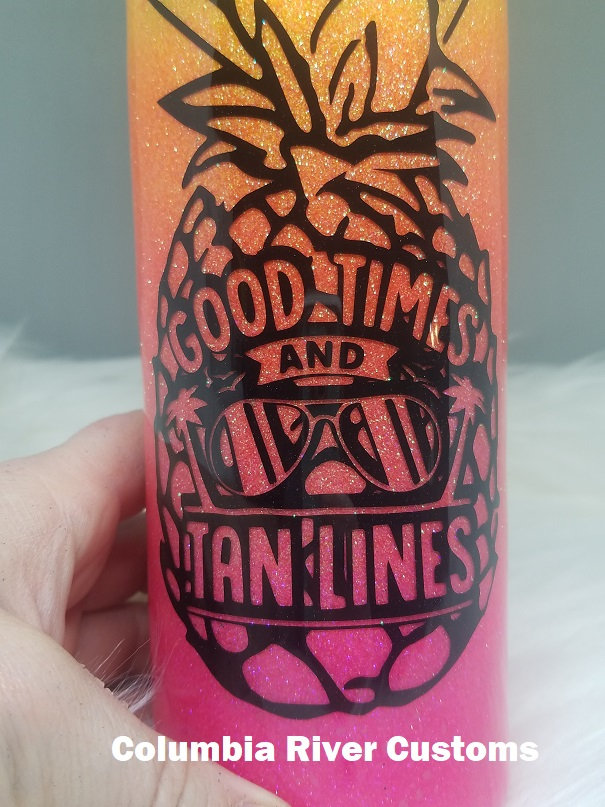 GOOD TIMES
AND
TAN LINES
Columbia River Customs